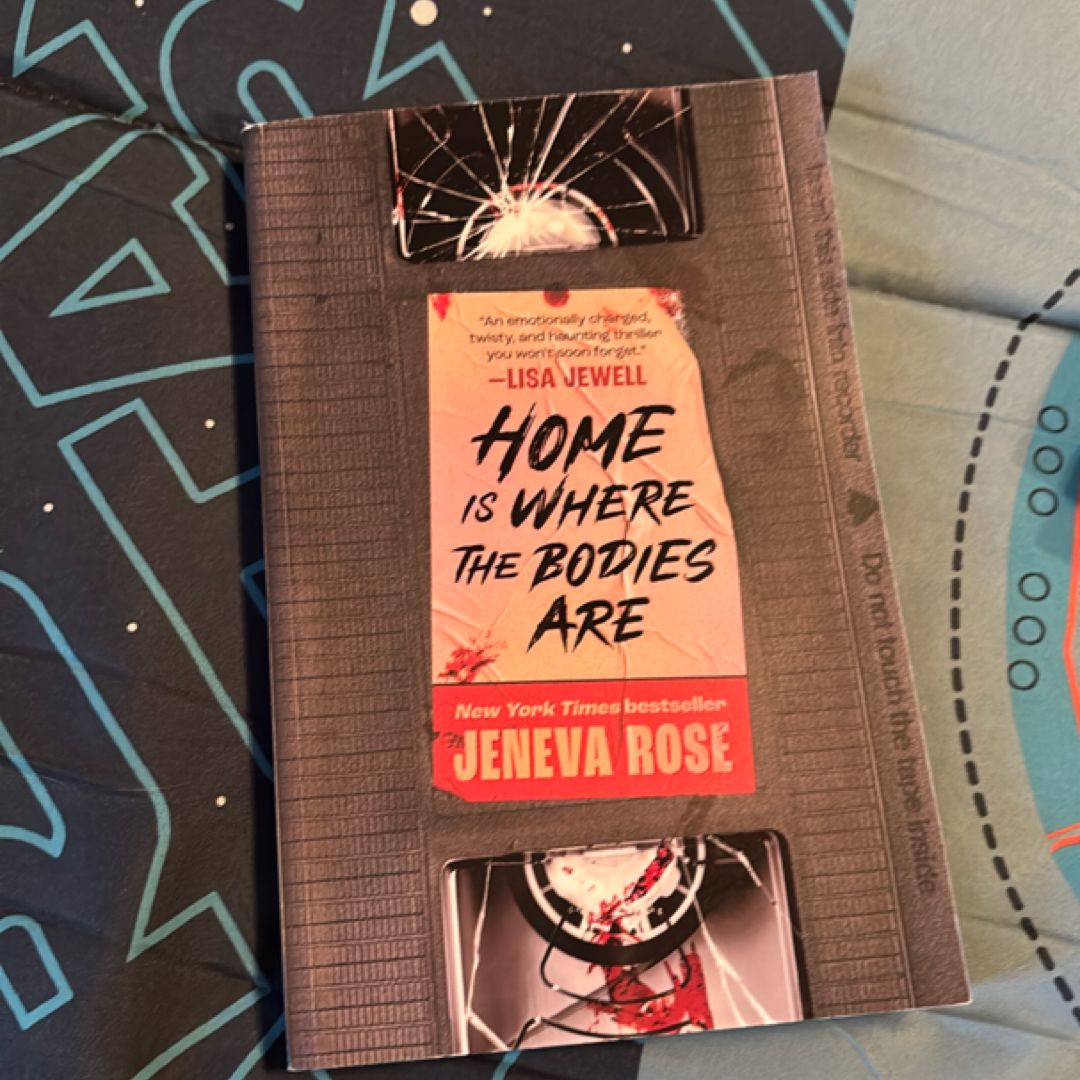 "An emotionally charged,
twisty, and haunting thriller
you won't soon forget."
—LISA JEWELL
HOME
IS WHERE
THE BODIES
ARE
New York Times bestseller
JENEVA ROSE
Do not touch the tape inside